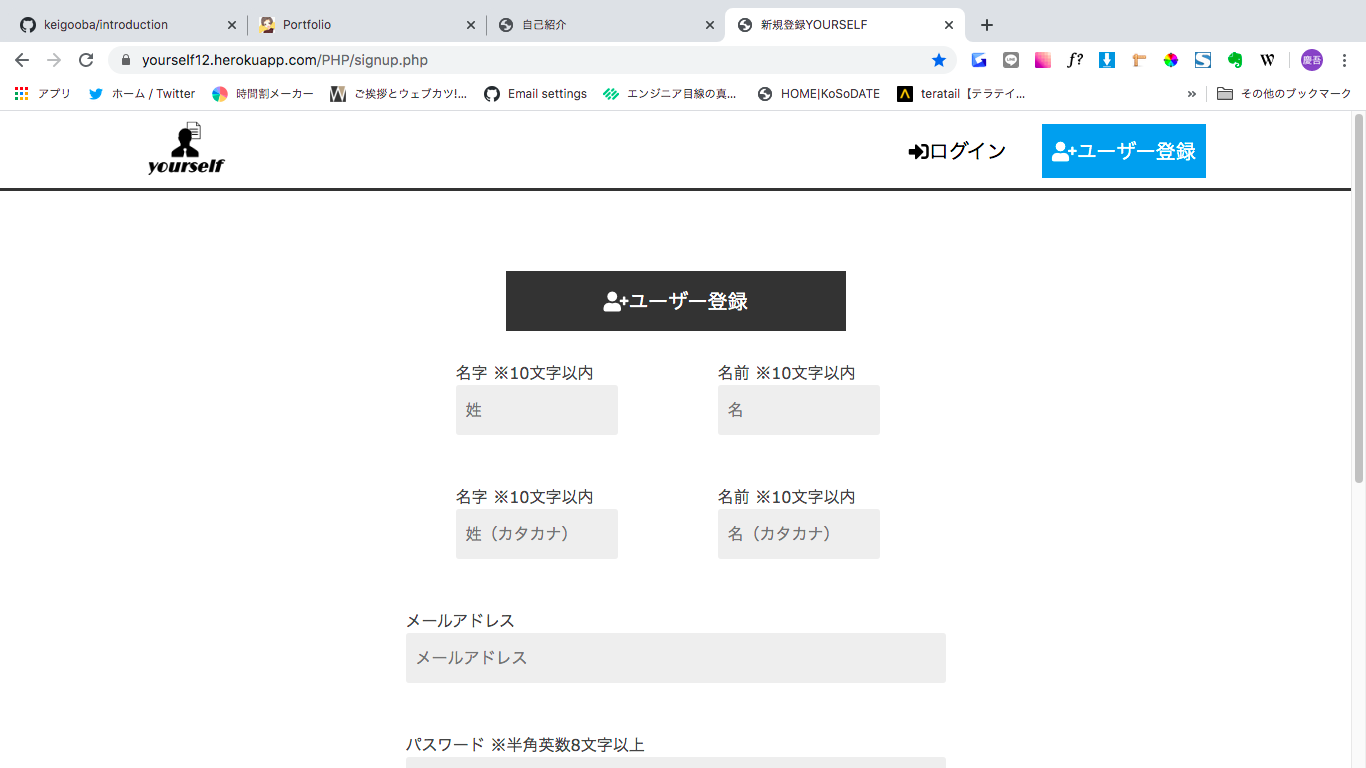 keigooba/introduction
Portfolio
自己紹介
新規登録YOURSELF
yourself12.herokuapp.com/PHP/signup.php
f?
S
W
慶吾
アプリ
ホーム / Twitter
時間割メーカー
ご挨拶とウェブカツ!...
Email settings
エンジニア目線の真...
HOME|KoSoDATE
teratail【テラテイ...
»
その他のブックマーク
yourself
ログイン
ユーザー登録
ユーザー登録
名字 ※10文字以内
名前 ※10文字以内
姓
名
名字 ※10文字以内
名前 ※10文字以内
姓（カタカナ）
名（カタカナ）
メールアドレス
メールアドレス
パスワード ※半角英数8文字以上